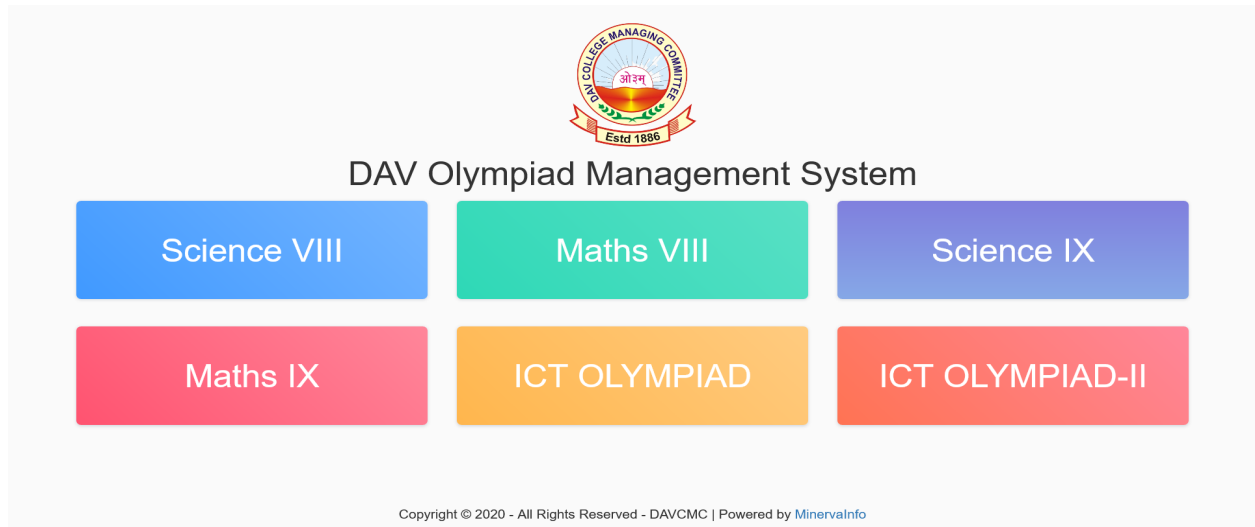 DAV COLLEGE MANAGING COMMITTEE
ओ३म्
Estd 1886
DAV Olympiad Management System
Science VIII
Maths VIII
Science IX
Maths IX
ICT OLYMPIAD
ICT OLYMPIAD-II
Copyright © 2020 - All Rights Reserved - DAVCMC | Powered by MinervaInfo